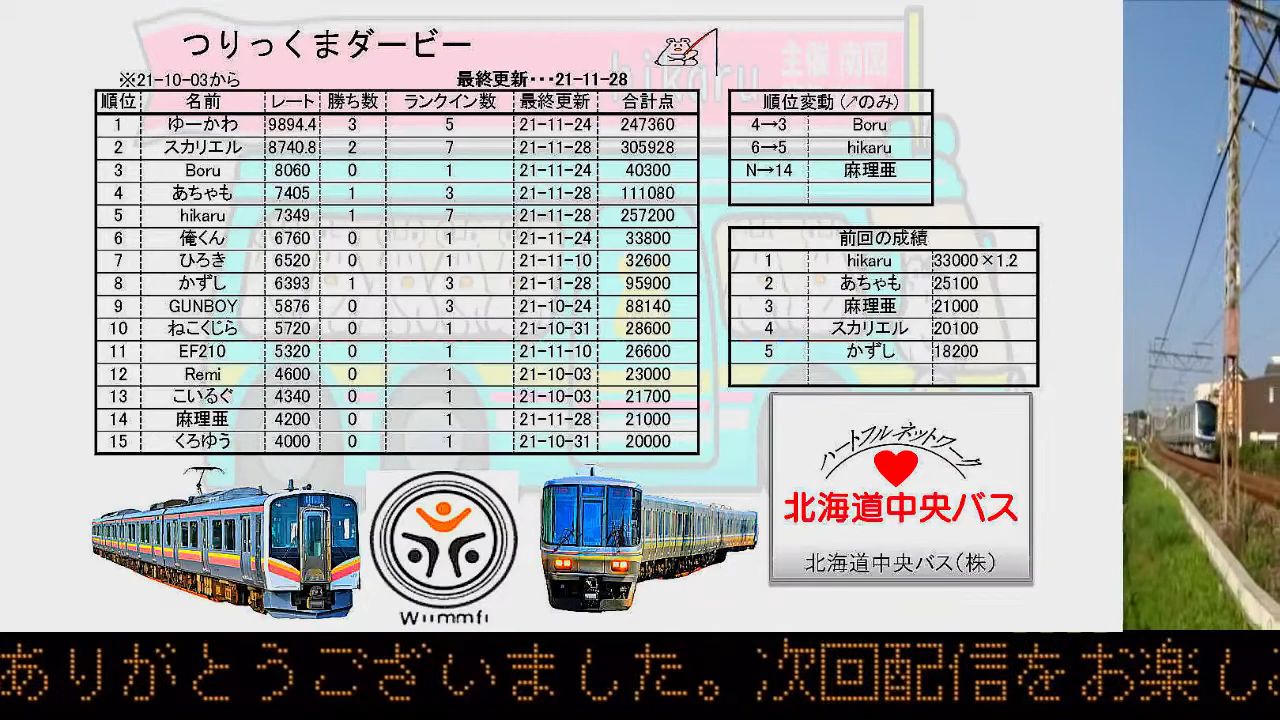 つりっくまダービー
※21-10-03から 最終更新・・・21-11-28
hikaru 主催 南図
順位 名前 レート 勝ち数 ランクイン数 最終更新 合計点
1 ゆーかわ 9894.4 3 5 21-11-24 247360
2 スカリエル 8740.8 2 7 21-11-28 305928
3 Boru 8060 0 1 21-11-24 40300
4 あちゃも 7405 1 3 21-11-28 111080
5 hikaru 7349 1 7 21-11-28 257200
6 俺くん 6760 0 1 21-11-24 33800
7 ひろき 6520 0 1 21-11-10 32600
8 かずし 6393 1 3 21-11-28 95900
9 GUNBOY 5876 0 3 21-10-24 88140
10 ねこくじら 5720 0 1 21-10-31 28600
11 EF210 5320 0 1 21-11-10 26600
12 Remi 4600 0 1 21-10-03 23000
13 こいるぐ 4340 0 1 21-10-03 21700
14 麻理亜 4200 0 1 21-11-28 21000
15 くろゆう 4000 0 1 21-10-31 20000
順位変動(↗のみ)
4→3 Boru
6→5 hikaru
N→14 麻理亜
前回の成績
1 hikaru 33000×1.2
2 あちゃも 25100
3 麻理亜 21000
4 スカリエル 20100
5 かずし 18200
ハートフルネットワーク
北海道中央バス
北海道中央バス(株)
Wummfi
ありがとうございました。次回配信をお楽し